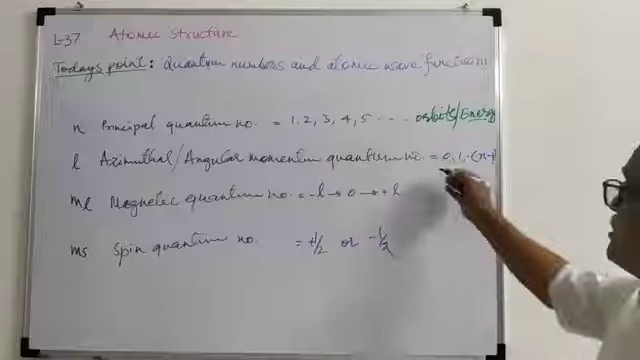 L-37 Atomic Structure
Todays point: Quantum numbers and atomic wave functions
n Principal quantum no. = 1, 2, 3, 4, 5 - - - orbits/Energy
l Azimuthal/Angular momentum quantum no. = 0, 1, -(n-1
ml Magnetic quantum no. = -l → 0 → +l
ms Spin quantum no. = +1/2 or -1/2